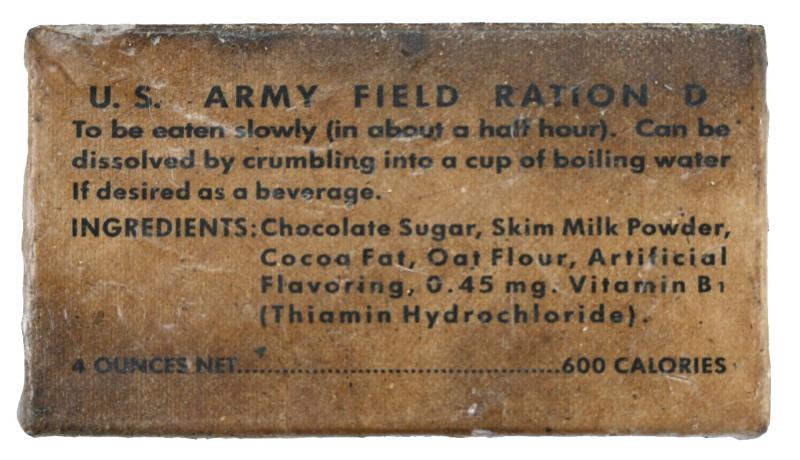 U. S. ARMY FIELD RATION D
To be eaten slowly (in about a half hour). Can be
dissolved by crumbling into a cup of boiling water
If desired as a beverage.
INGREDIENTS: Chocolate Sugar, Skim Milk Powder,
Cocoa Fat, Oat Flour, Artificial
Flavoring, 0.45 mg. Vitamin B₁
(Thiamin Hydrochloride).
4 OUNCES NET..........................................600 CALORIES